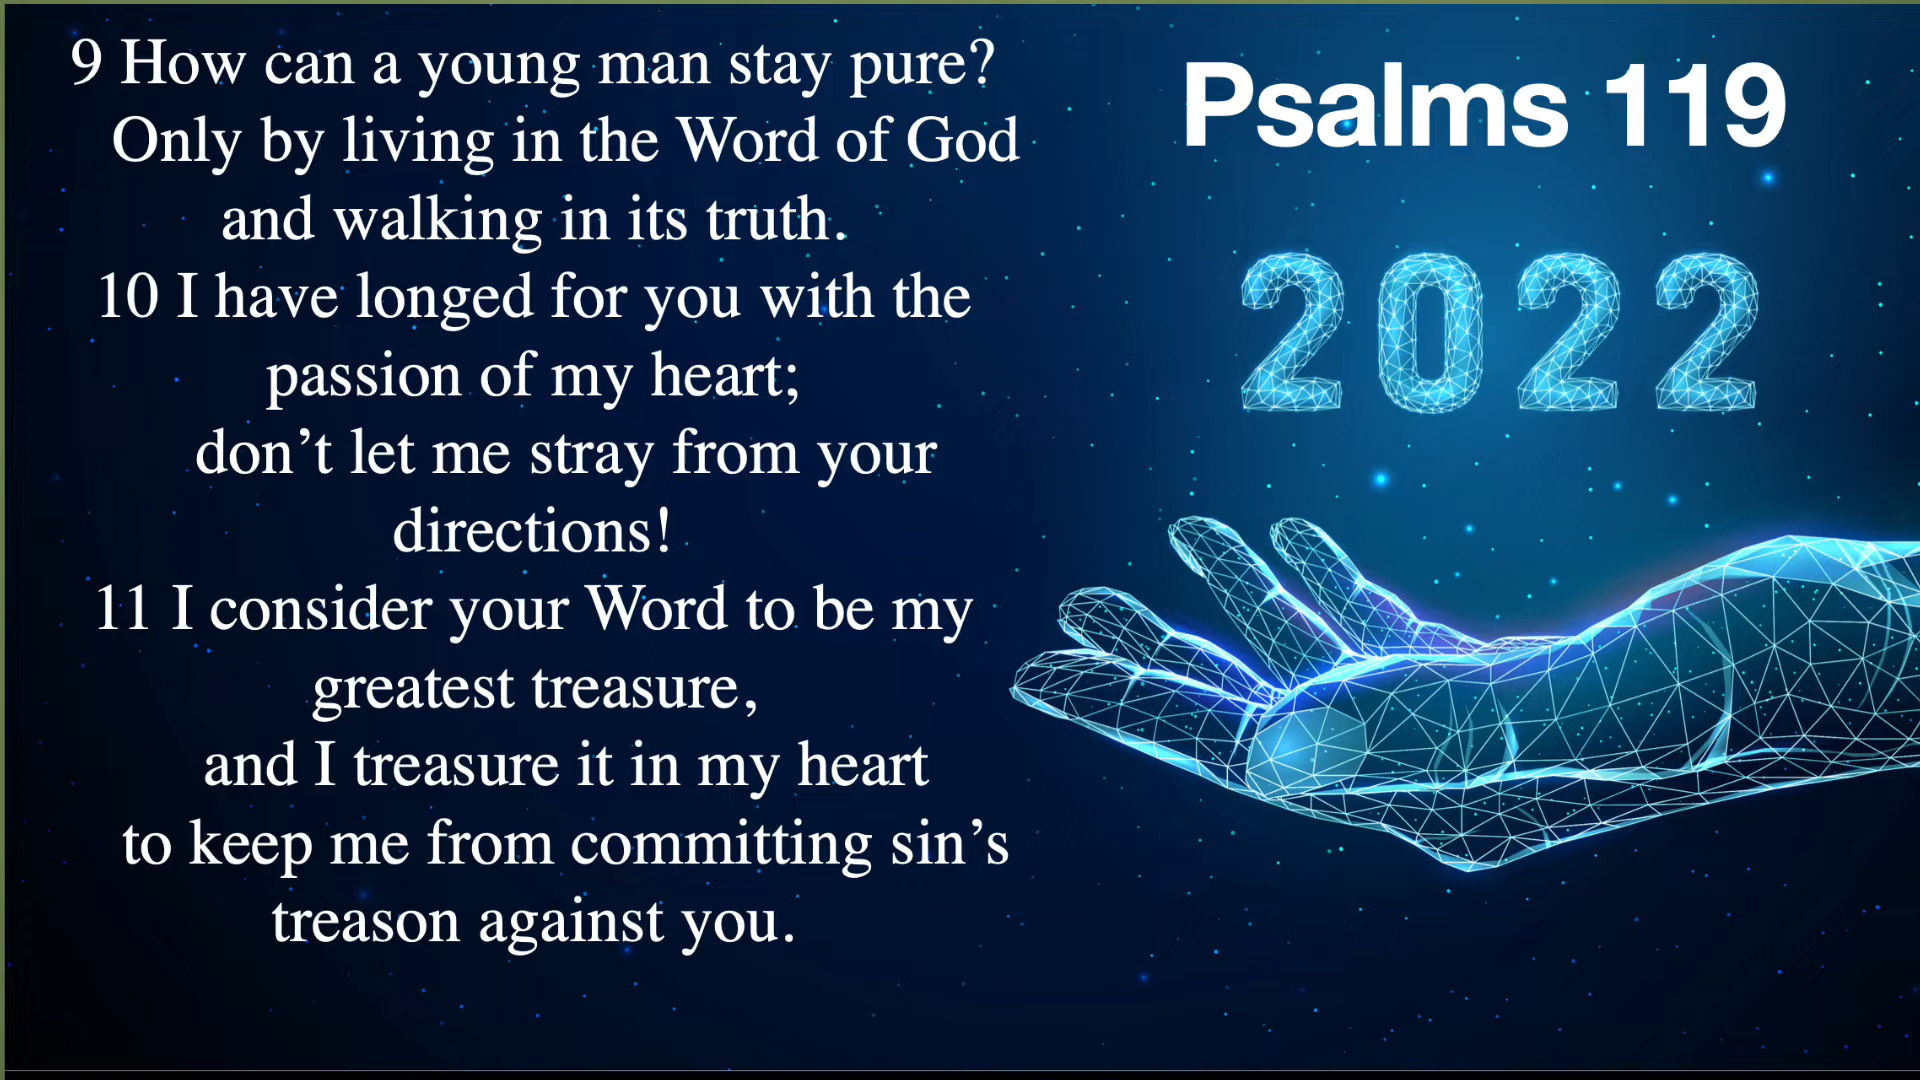 9 How can a young man stay pure?
Only by living in the Word of God
and walking in its truth.
10 I have longed for you with the
passion of my heart;
don’t let me stray from your
directions!
11 I consider your Word to be my
greatest treasure,
and I treasure it in my heart
to keep me from committing sin’s
treason against you.
Psalms 119
2022